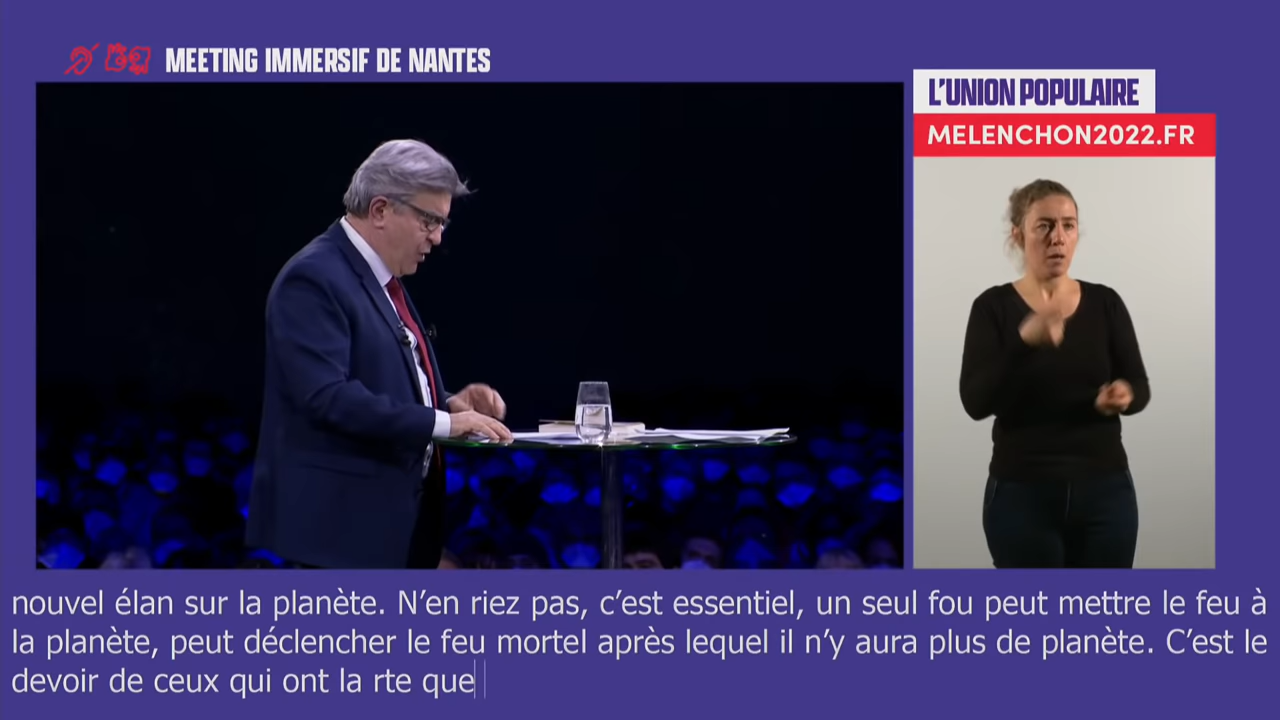 MEETING IMMERSIF DE NANTES
L'UNION POPULAIRE
MELENCHON2022.FR
nouvel élan sur la planète. N'en riez pas, c'est essentiel, un seul fou peut mettre le feu à
la planète, peut déclencher le feu mortel après lequel il n'y aura plus de planète. C'est le
devoir de ceux qui ont la rte que